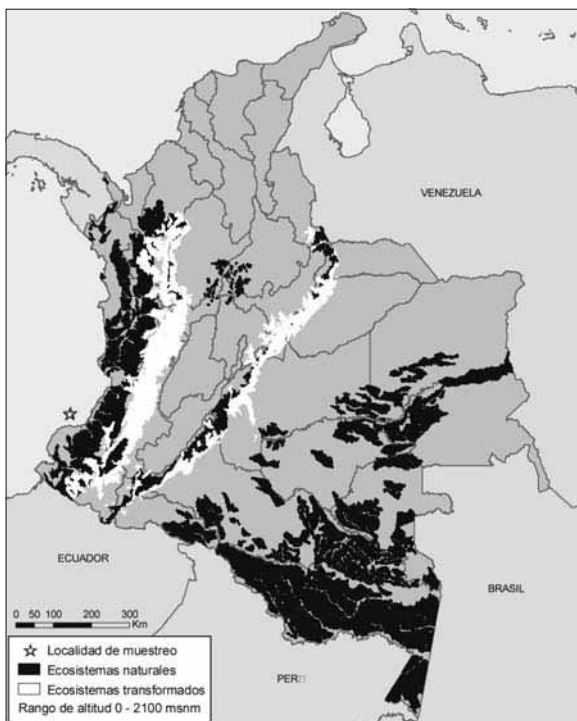 VENEZUELA
ECUADOR
BRASIL
0 50 100 200 300
Km
Localidad de muestreo
Ecosistemas naturales
Ecosistemas transformados
Rango de altitud 0 - 2100 msnm